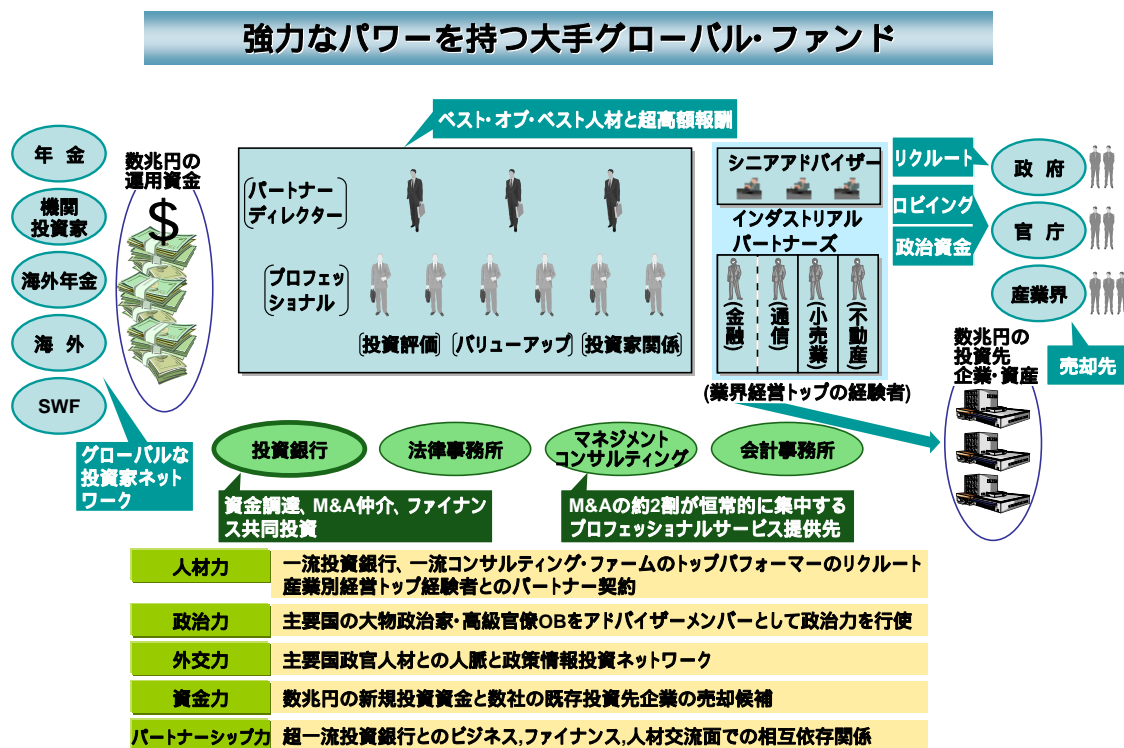 強力なパワーを持つ大手グローバル・ファンド
ベスト・オブ・ベスト人材と超高額報酬
年 金
機関
投資家
海外年金
海 外
SWF
グローバルな
投資家ネット
ワーク
数兆円の
運用資金
$
パートナー
ディレクター
プロフェッ
ショナル
(投資評価)
(バリューアップ)
(投資家関係)
シニアアドバイザー
インダストリアル
パートナーズ
(金融)
(通信)
(小売業)
(不動産)
(業界経営トップの経験者)
リクルート
ロビイング
政治資金
政 府
官 庁
産業界
売却先
数兆円の
投資先
企業・資産
投資銀行
法律事務所
マネジメント
コンサルティング
会計事務所
資金調達、M&A仲介、ファイナン
ス共同投資
M&Aの約2割が恒常的に集中する
プロフェッショナルサービス提供先
人材力
一流投資銀行、一流コンサルティング・ファームのトップパフォーマーのリクルート
産業別経営トップ経験者とのパートナー契約
政治力
主要国の大物政治家・高級官僚OBをアドバイザーメンバーとして政治力を行使
外交力
主要国政官人材との人脈と政策情報投資ネットワーク
資金力
数兆円の新規投資資金と数社の既存投資先企業の売却候補
パートナーシップ力
超一流投資銀行とのビジネス,ファイナンス,人材交流面での相互依存関係